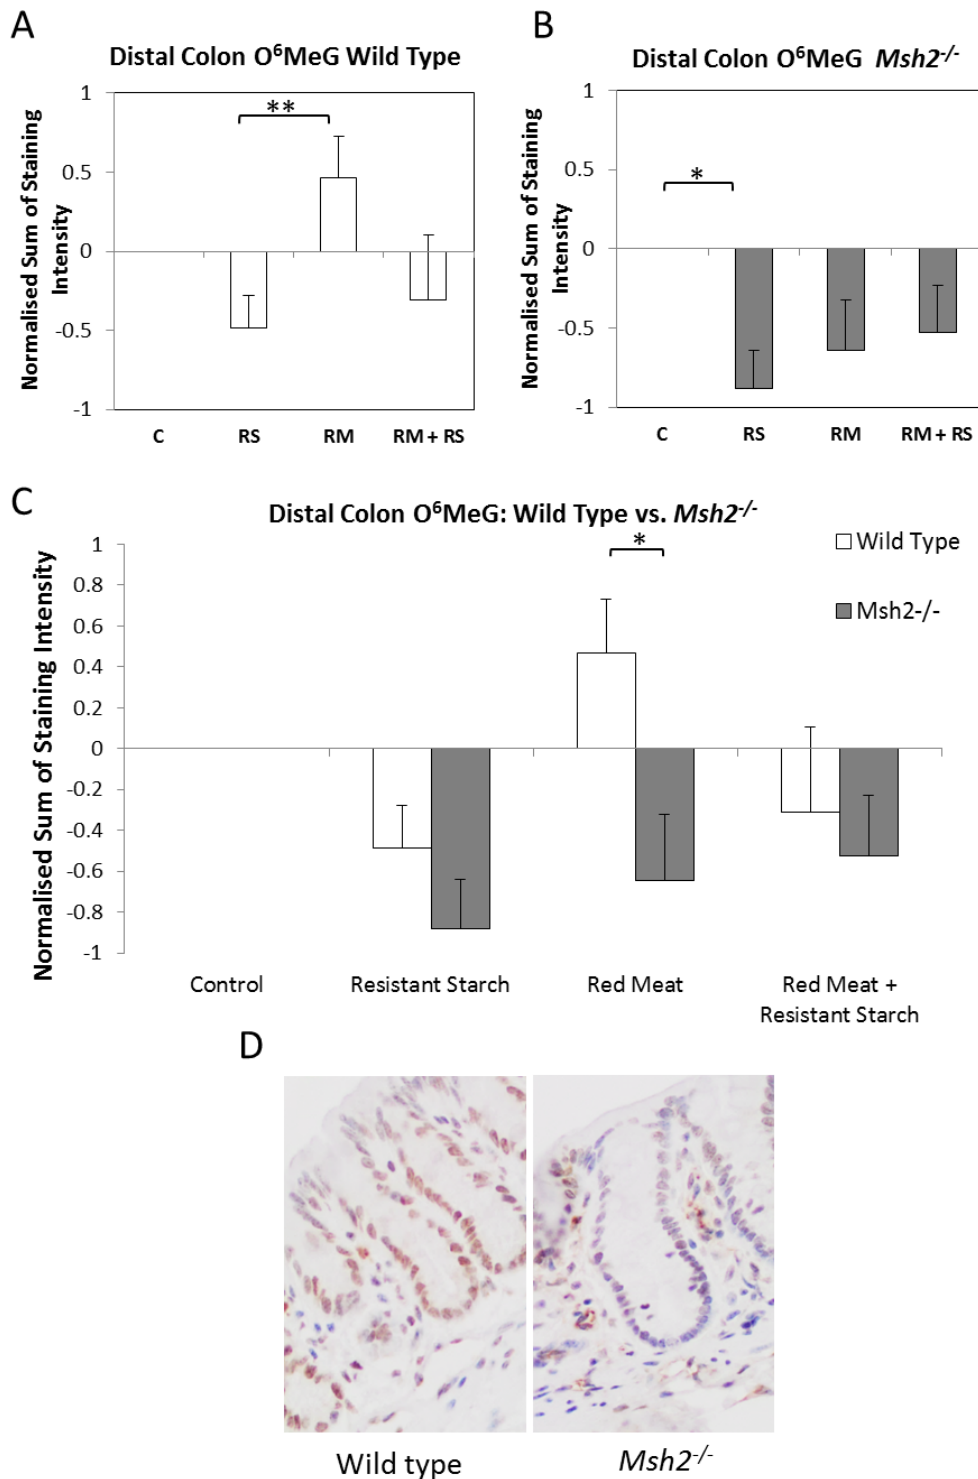 A
Distal Colon O⁶MeG Wild Type
Normalised Sum of Staining
Intensity
1
0.5
0
-0.5
-1
**
C RS RM RM + RS
B
Distal Colon O⁶MeG Msh2⁻/⁻
Normalised Sum of Staining
Intensity
1
0.5
0
-0.5
-1
*
C RS RM RM + RS
C
Distal Colon O⁶MeG: Wild Type vs. Msh2⁻/⁻
Normalised Sum of Staining Intensity
1
0.8
0.6
0.4
0.2
0
-0.2
-0.4
-0.6
-0.8
-1
*
Wild Type
Msh2-/-
Control Resistant Starch Red Meat Red Meat +
Resistant Starch
D
Wild type Msh2⁻/⁻